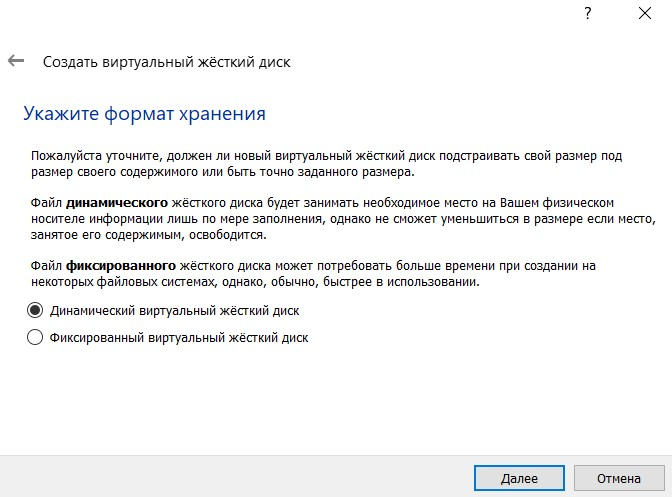 ?
Создать виртуальный жёсткий диск
Укажите формат хранения
Пожалуйста уточните, должен ли новый виртуальный жёсткий диск подстраивать свой размер под
размер своего содержимого или быть точно заданного размера.
Файл динамического жёсткого диска будет занимать необходимое место на Вашем физическом
носителе информации лишь по мере заполнения, однако не сможет уменьшиться в размере если место,
занятое его содержимым, освободится.
Файл фиксированного жёсткого диска может потребовать больше времени при создании на
некоторых файловых системах, однако, обычно, быстрее в использовании.
Динамический виртуальный жёсткий диск
Фиксированный виртуальный жёсткий диск
Далее
Отмена